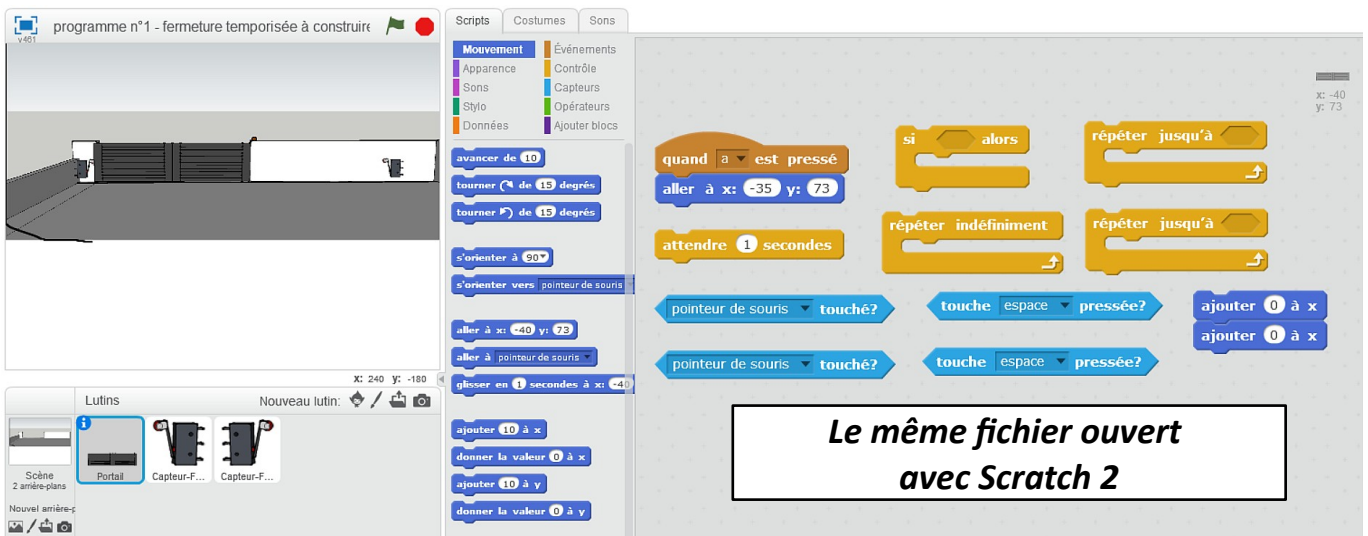 v461
programme n°1 - fermeture temporisée à construire
Scripts Costumes Sons
Mouvement Événements
Apparence Contrôle
Sons Capteurs
Stylo Opérateurs
Données Ajouter blocs
avancer de 10
tourner de 15 degrés
tourner de 15 degrés
s'orienter à 90
s'orienter vers pointeur de souris
aller à x: -40 y: 73
aller à pointeur de souris
glisser en 1 secondes à x: -40
ajouter 10 à x
donner la valeur 0 à x
ajouter 10 à y
donner la valeur 0 à y
x: -40
y: 73
quand a est pressé
aller à x: -35 y: 73
attendre 1 secondes
si alors
répéter jusqu'à
répéter indéfiniment
répéter jusqu'à
pointeur de souris touché?
touche espace pressée?
ajouter 0 à x
ajouter 0 à x
pointeur de souris touché?
touche espace pressée?
Le même fichier ouvert
avec Scratch 2
x: 240 y: -180
Lutins Nouveau lutin:
Scène
2 arrière-plans
Portail
Capteur-F...
Capteur-F...
Nouvel arrière-p